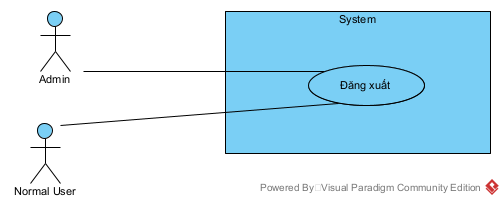 System
Admin
Đăng xuất
Normal User
Powered By Visual Paradigm Community Edition